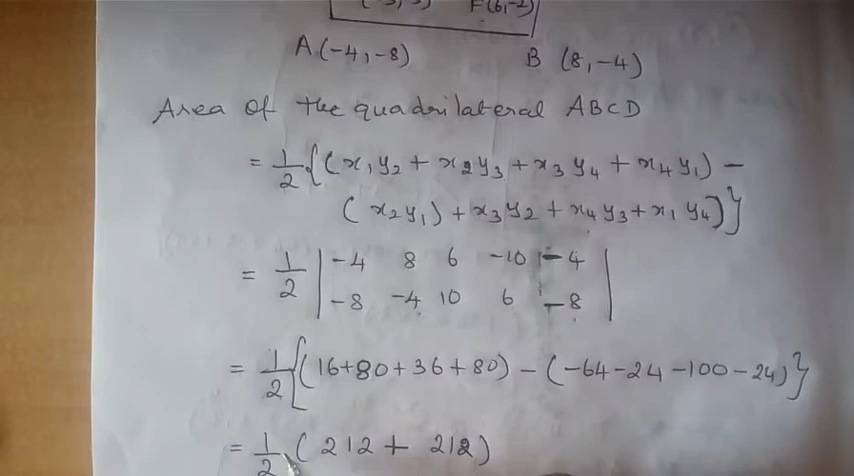 F(6,-2)
A(-4,-8) B (8,-4)
Area of the quadrilateral ABCD
= 1/2 {(x₁y₂ + x₂y₃ + x₃y₄ + x₄y₁) -
(x₂y₁) + x₃y₂ + x₄y₃ + x₁y₄)}
= 1/2 | -4 8 6 -10 -4 |
| -8 -4 10 6 -8 |
= 1/2 {(16+80+36+80) - (-64-24-100-24)}
= 1/2 (212 + 212)